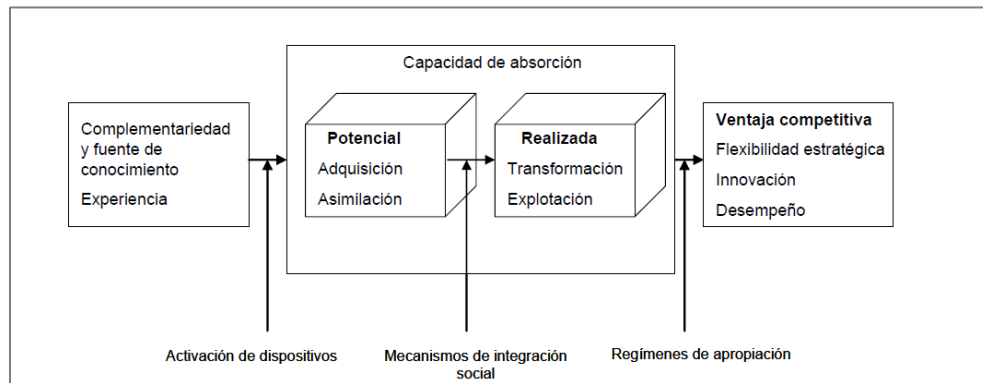 Capacidad de absorción
Complementariedad
y fuente de
conocimiento
Experiencia
Potencial
Adquisición
Asimilación
Realizada
Transformación
Explotación
Ventaja competitiva
Flexibilidad estratégica
Innovación
Desempeño
Activación de dispositivos
Mecanismos de integración
social
Regímenes de apropiación